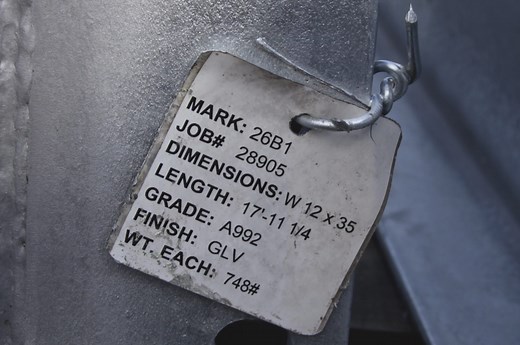 MARK: 26B1
JOB# 28905
DIMENSIONS: W 12 x 35
LENGTH: 17'-11 1/4
GRADE: A992
FINISH: GLV
WT. EACH: 748#